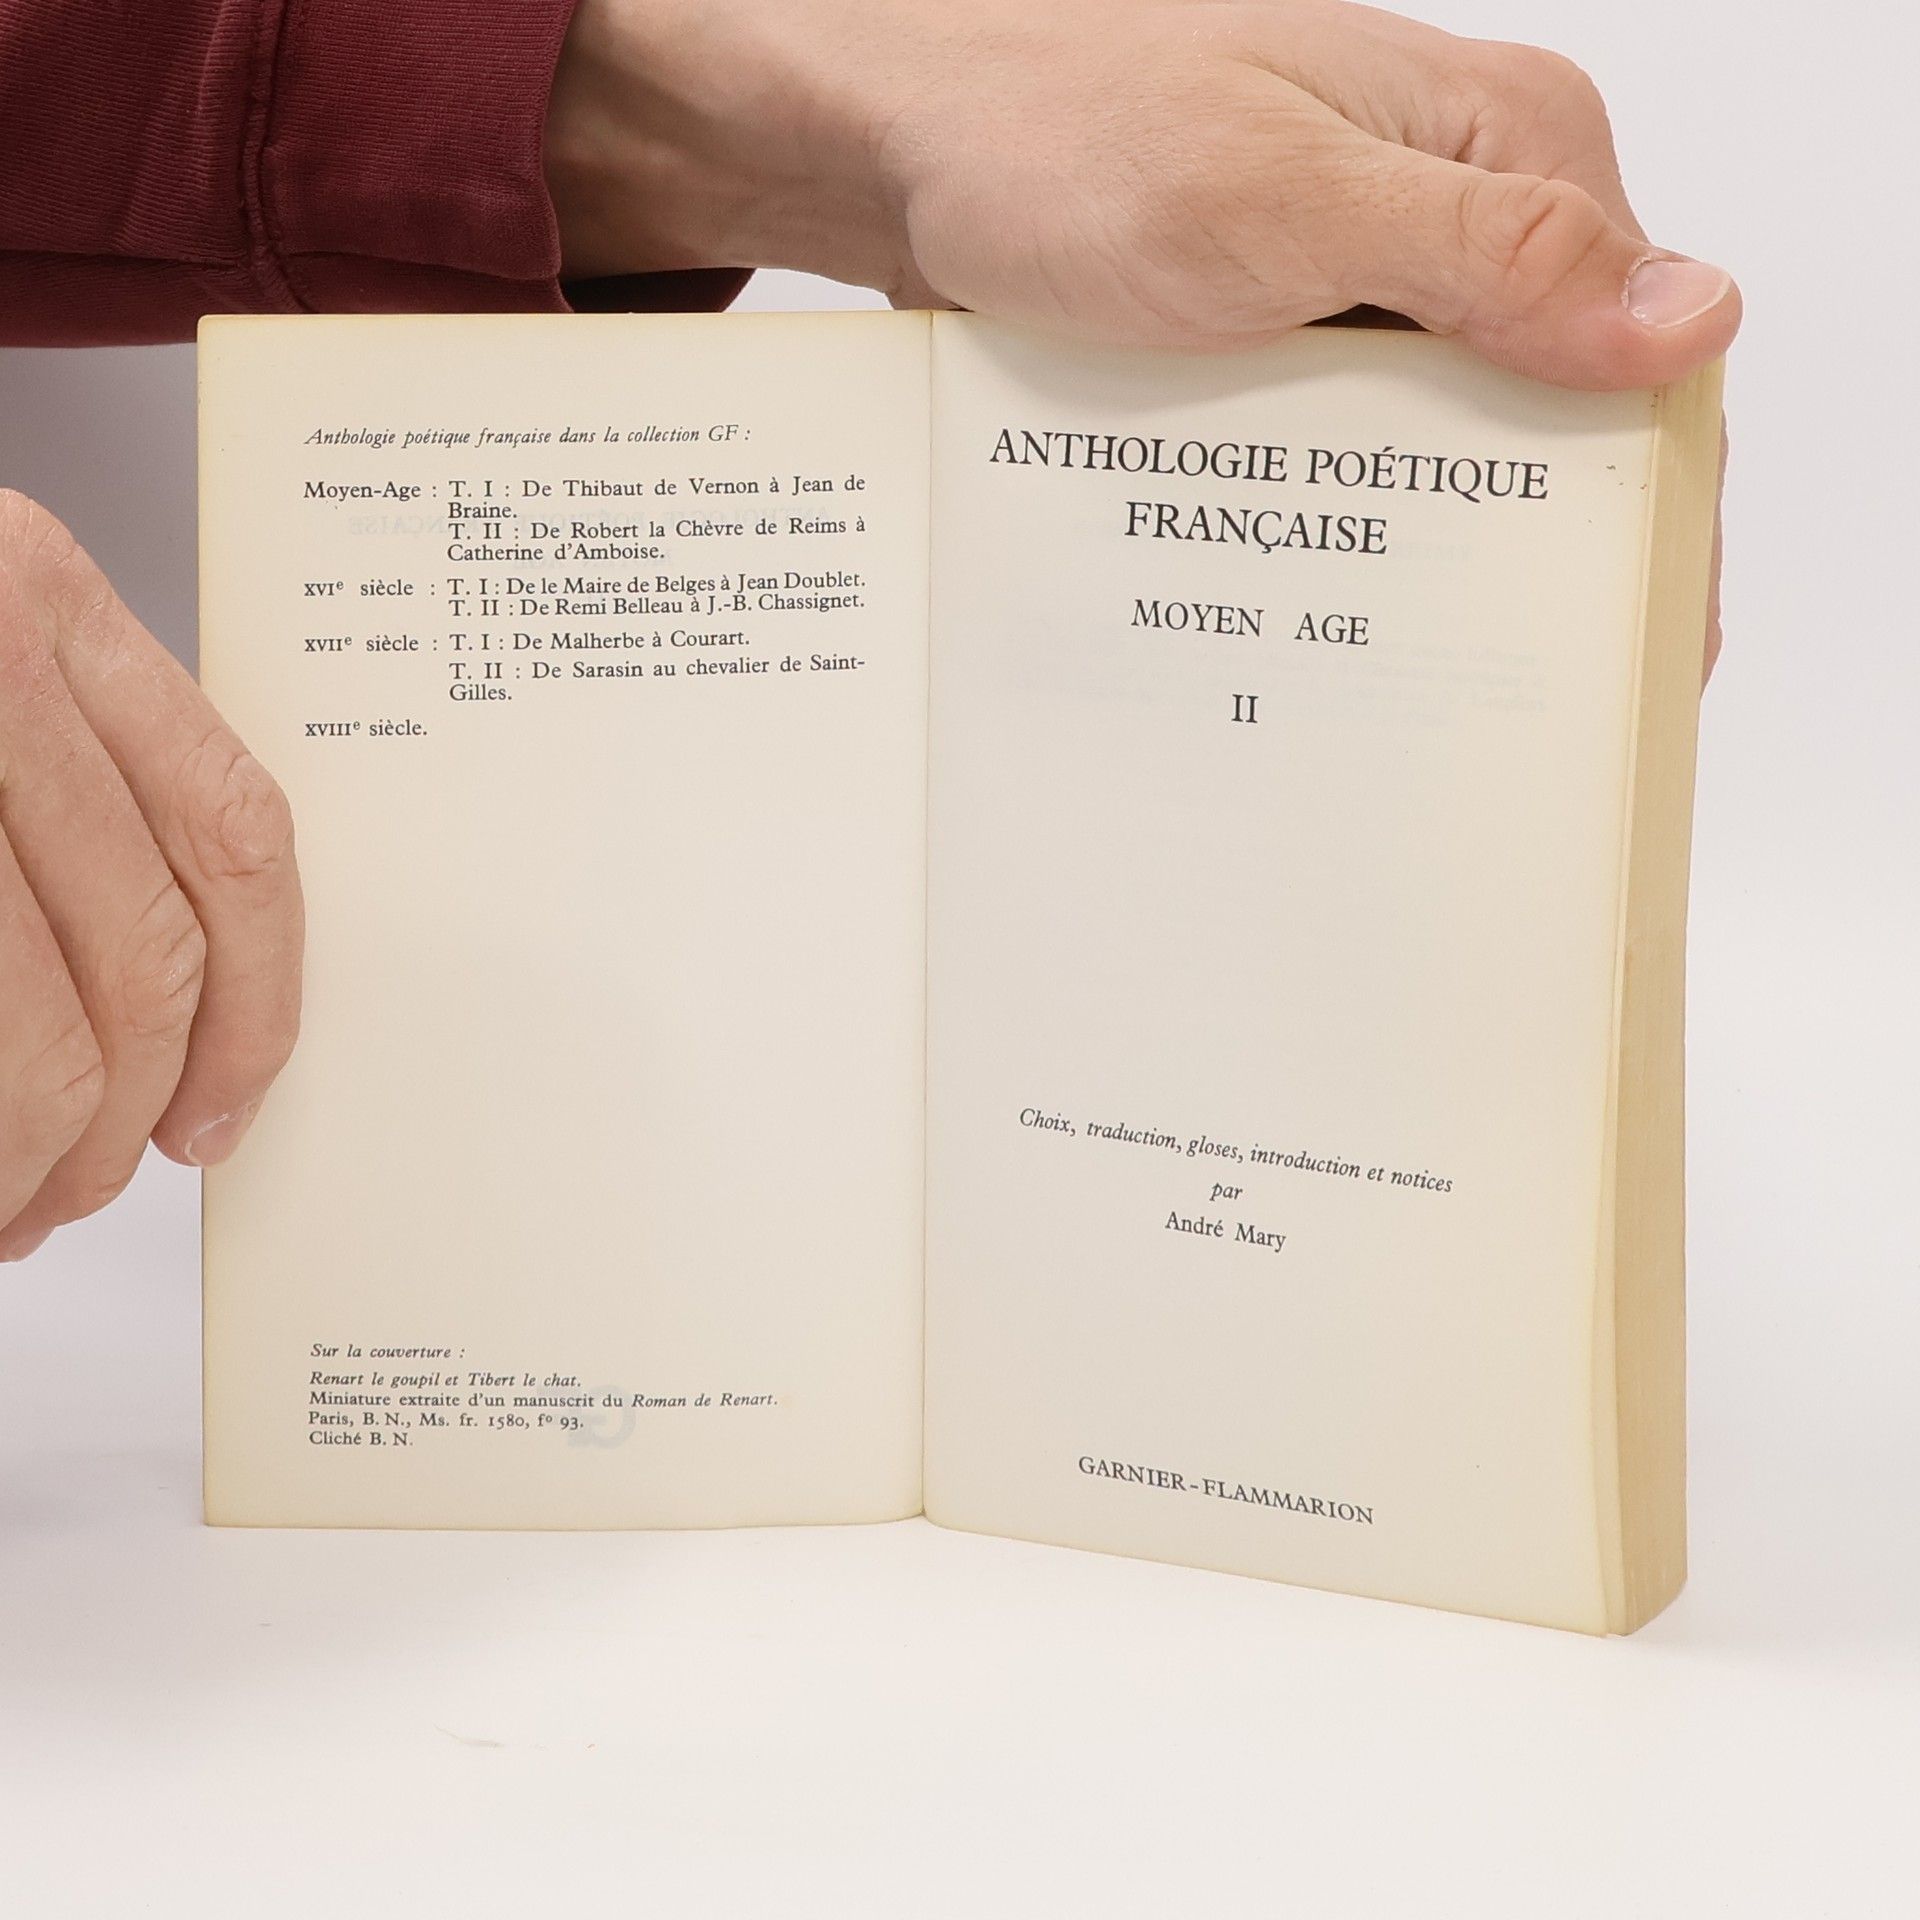 Anthologie poétique française dans la collection GF :
Moyen-Age : T. I : De Thibaut de Vernon à Jean de
Braine.
T. II : De Robert la Chèvre de Reims à
Catherine d'Amboise.
XVIe siècle : T. I : De le Maire de Belges à Jean Doublet.
T. II : De Remi Belleau à J.-B. Chassignet.
XVIIe siècle : T. I : De Malherbe à Courart.
T. II : De Sarasin au chevalier de Saint-
Gilles.
XVIIIe siècle.
Sur la couverture :
Renart le goupil et Tibert le chat.
Miniature extraite d'un manuscrit du Roman de Renart.
Paris, B. N., Ms. fr. 1580, fo 93.
Cliché B. N.
ANTHOLOGIE POÉTIQUE
FRANÇAISE
MOYEN AGE
II
Choix, traduction, gloses, introduction et notices
par
André Mary
GARNIER-FLAMMARION